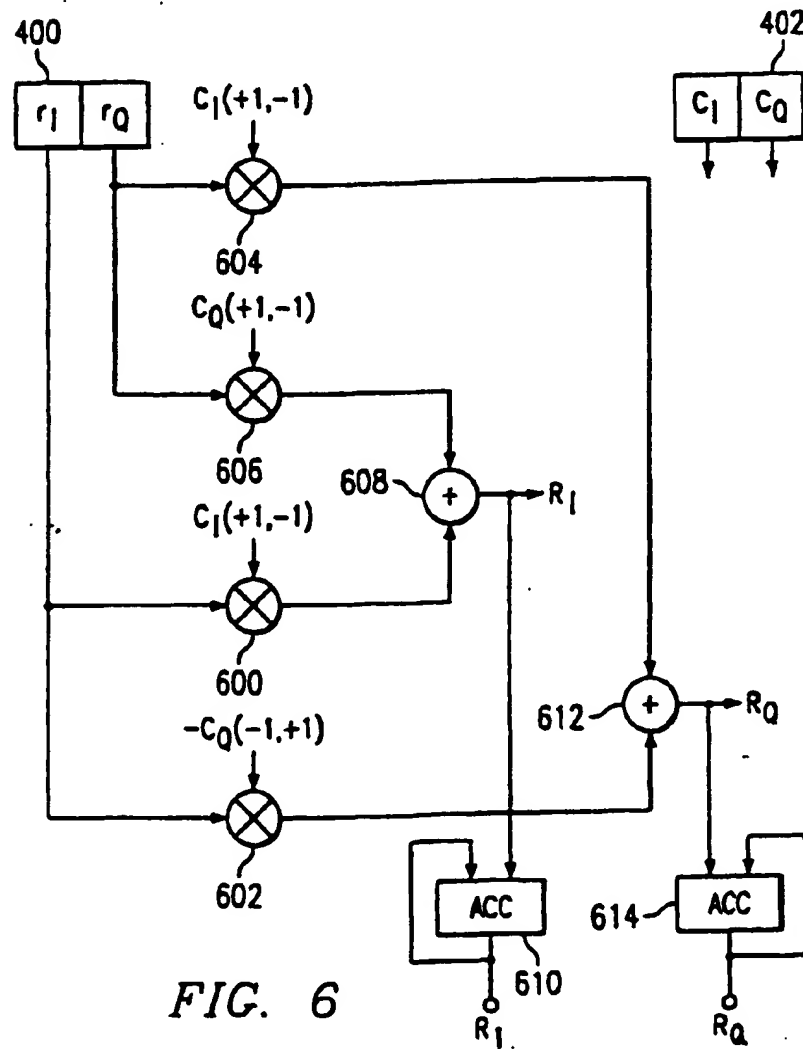 400
402
r_I r_Q
C_I(+1,-1)
C_I C_Q
604
C_Q(+1,-1)
606
608
+
R_I
C_I(+1,-1)
600
612
+
R_Q
-C_Q(-1,+1)
602
ACC
614
ACC
610
FIG. 6
R_I
R_Q